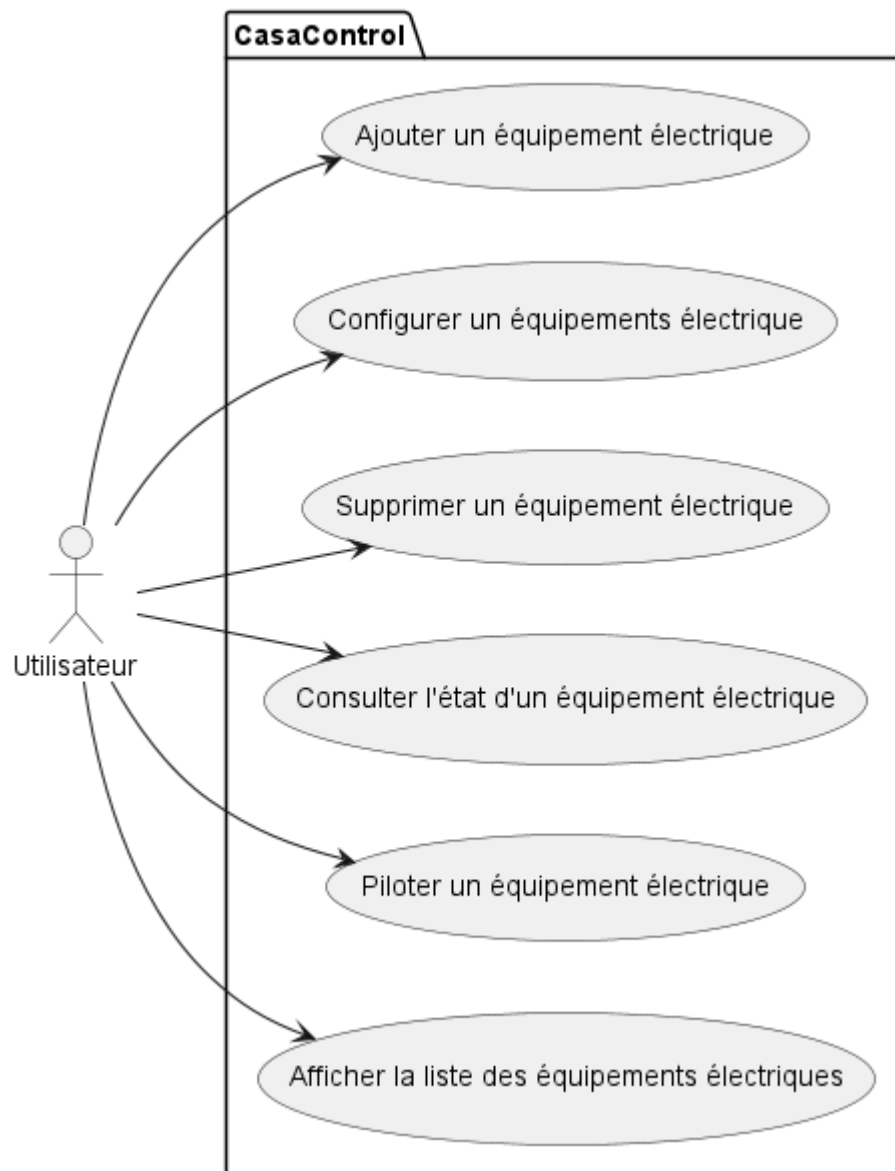 CasaControl
Ajouter un équipement électrique
Configurer un équipements électrique
Supprimer un équipement électrique
Utilisateur
Consulter l'état d'un équipement électrique
Piloter un équipement électrique
Afficher la liste des équipements électriques